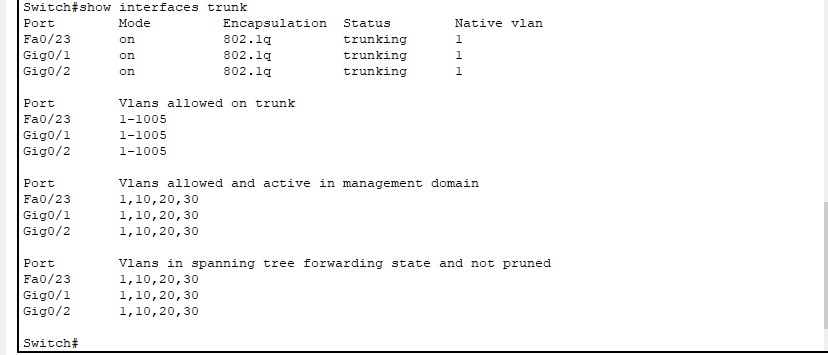 Switch#show interfaces trunk
Port Mode Encapsulation Status Native vlan
Fa0/23 on 802.1q trunking 1
Gig0/1 on 802.1q trunking 1
Gig0/2 on 802.1q trunking 1
Port Vlans allowed on trunk
Fa0/23 1-1005
Gig0/1 1-1005
Gig0/2 1-1005
Port Vlans allowed and active in management domain
Fa0/23 1,10,20,30
Gig0/1 1,10,20,30
Gig0/2 1,10,20,30
Port Vlans in spanning tree forwarding state and not pruned
Fa0/23 1,10,20,30
Gig0/1 1,10,20,30
Gig0/2 1,10,20,30
Switch#